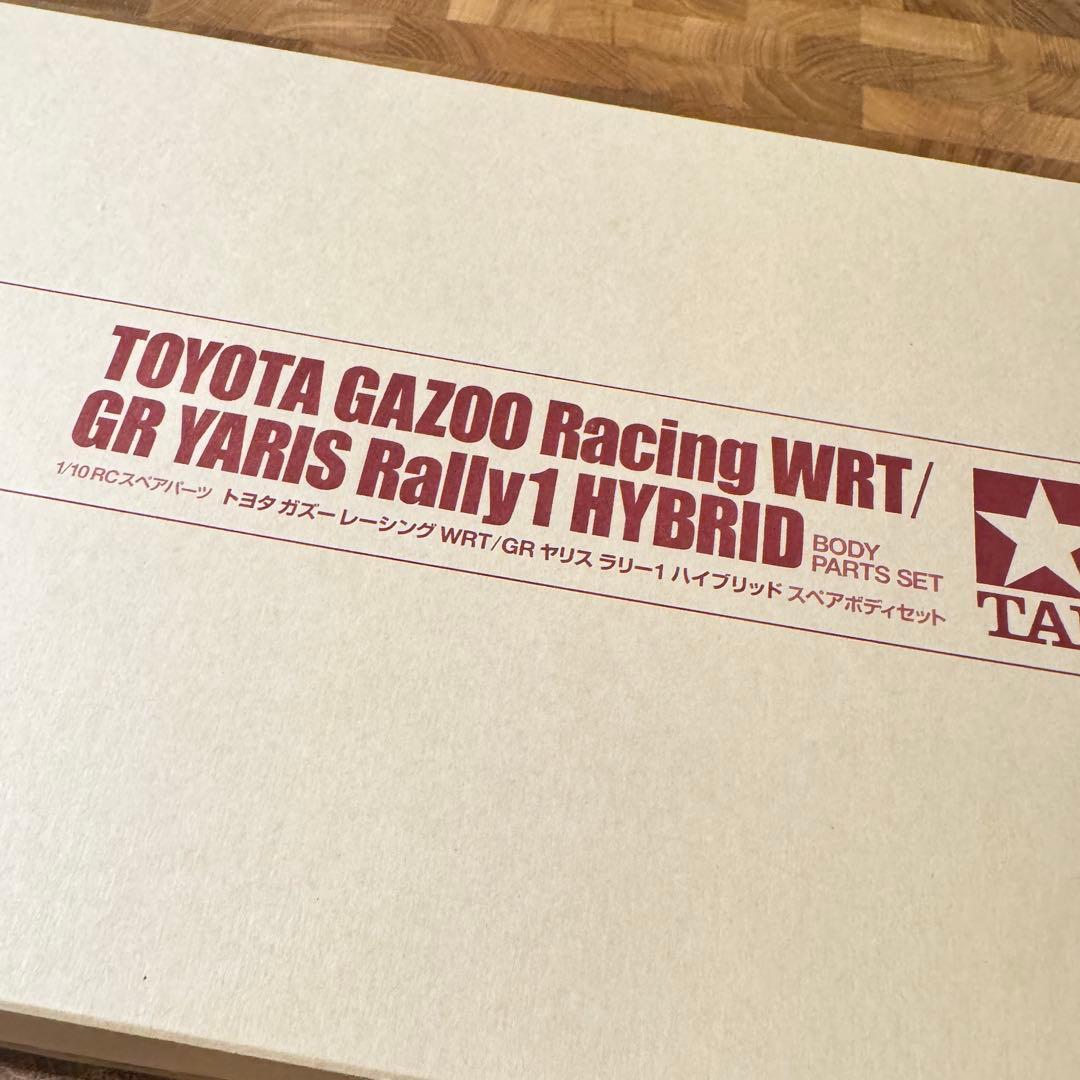 TOYOTA GAZOO Racing WRT/
GR YARIS Rally1 HYBRID
BODY
PARTS SET
1/10 RCスペアパーツ トヨタ ガズー レーシング WRT/GR ヤリス ラリー1 ハイブリッド スペアボディセット